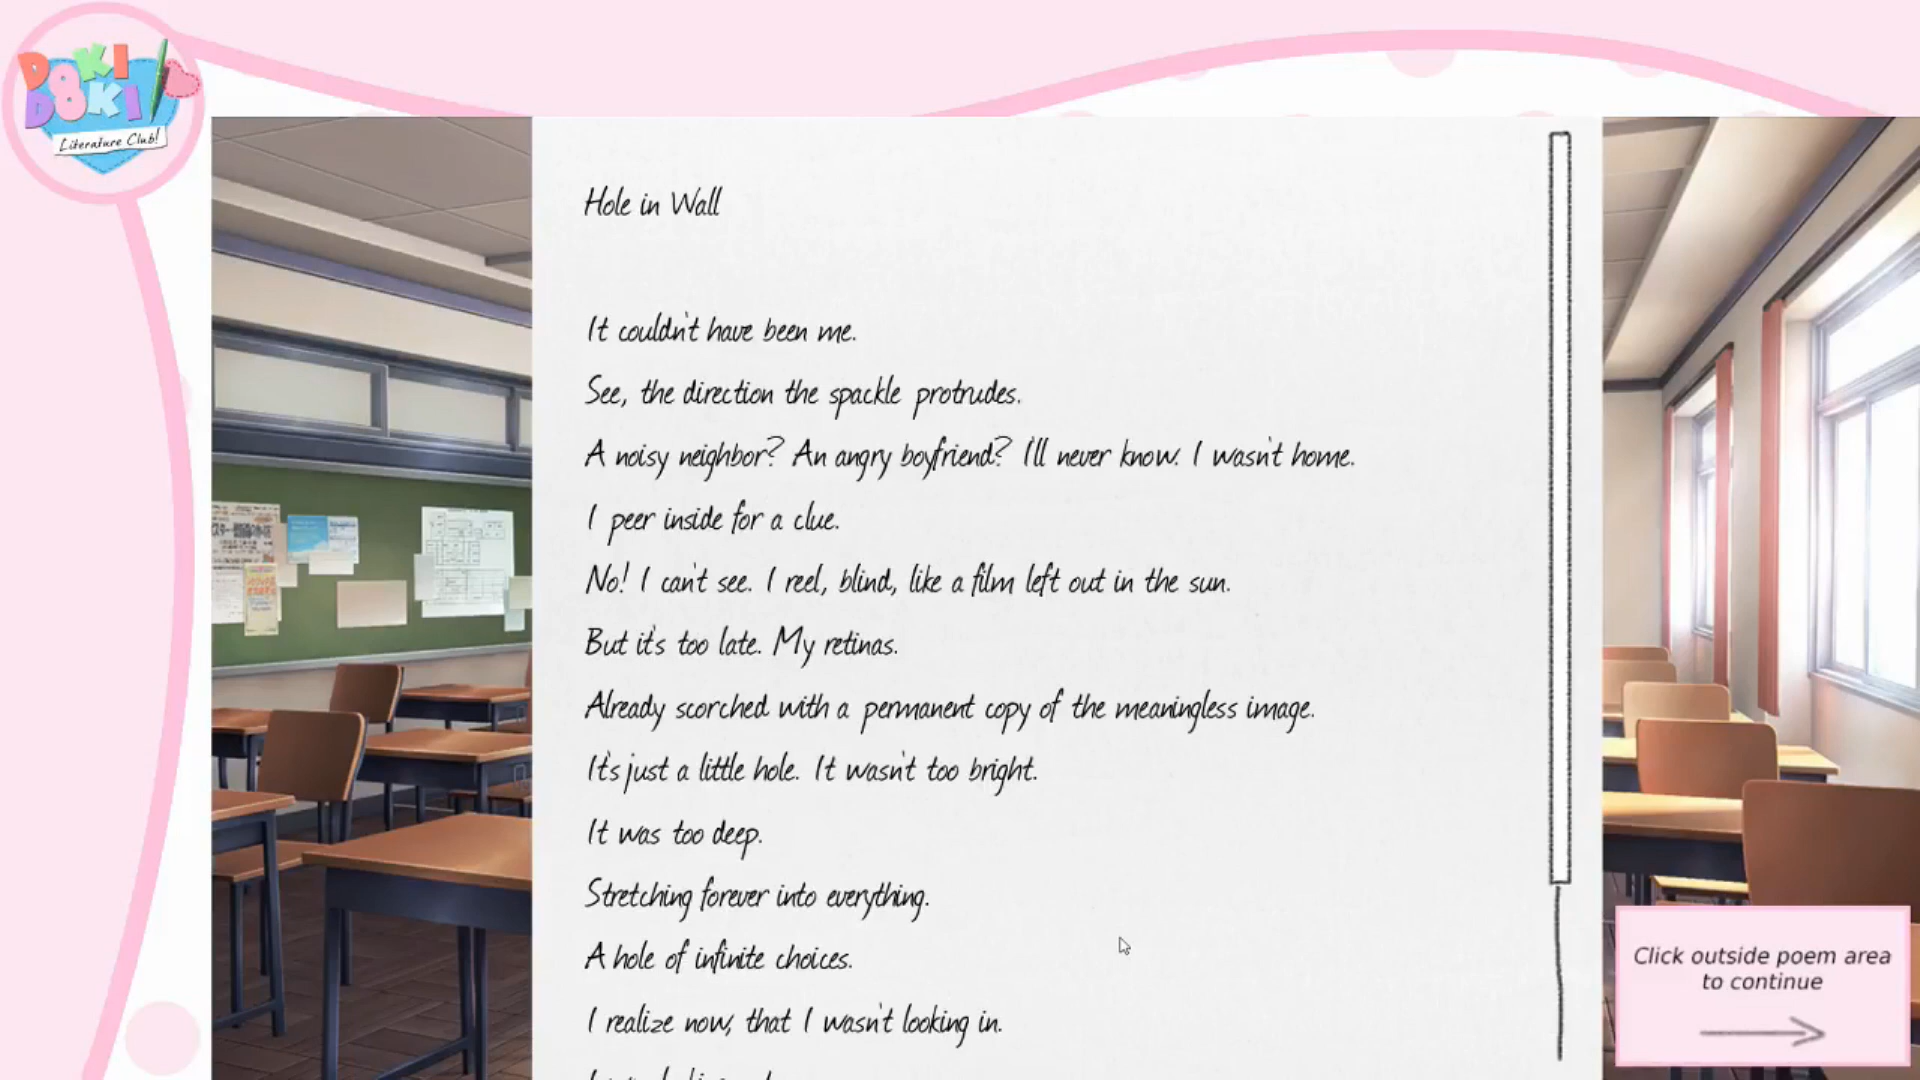 DOKI
DOKI
Literature Club!
Hole in Wall
It couldn't have been me.
See, the direction the spackle protrudes.
A noisy neighbor? An angry boyfriend? I'll never know. I wasn't home.
I peer inside for a clue.
No! I can't see. I reel, blind, like a film left out in the sun.
But it's too late. My retinas.
Already scorched with a permanent copy of the meaningless image.
It's just a little hole. It wasn't too bright.
It was too deep.
Stretching forever into everything.
A hole of infinite choices.
I realize now, that I wasn't looking in.
Click outside poem area
to continue